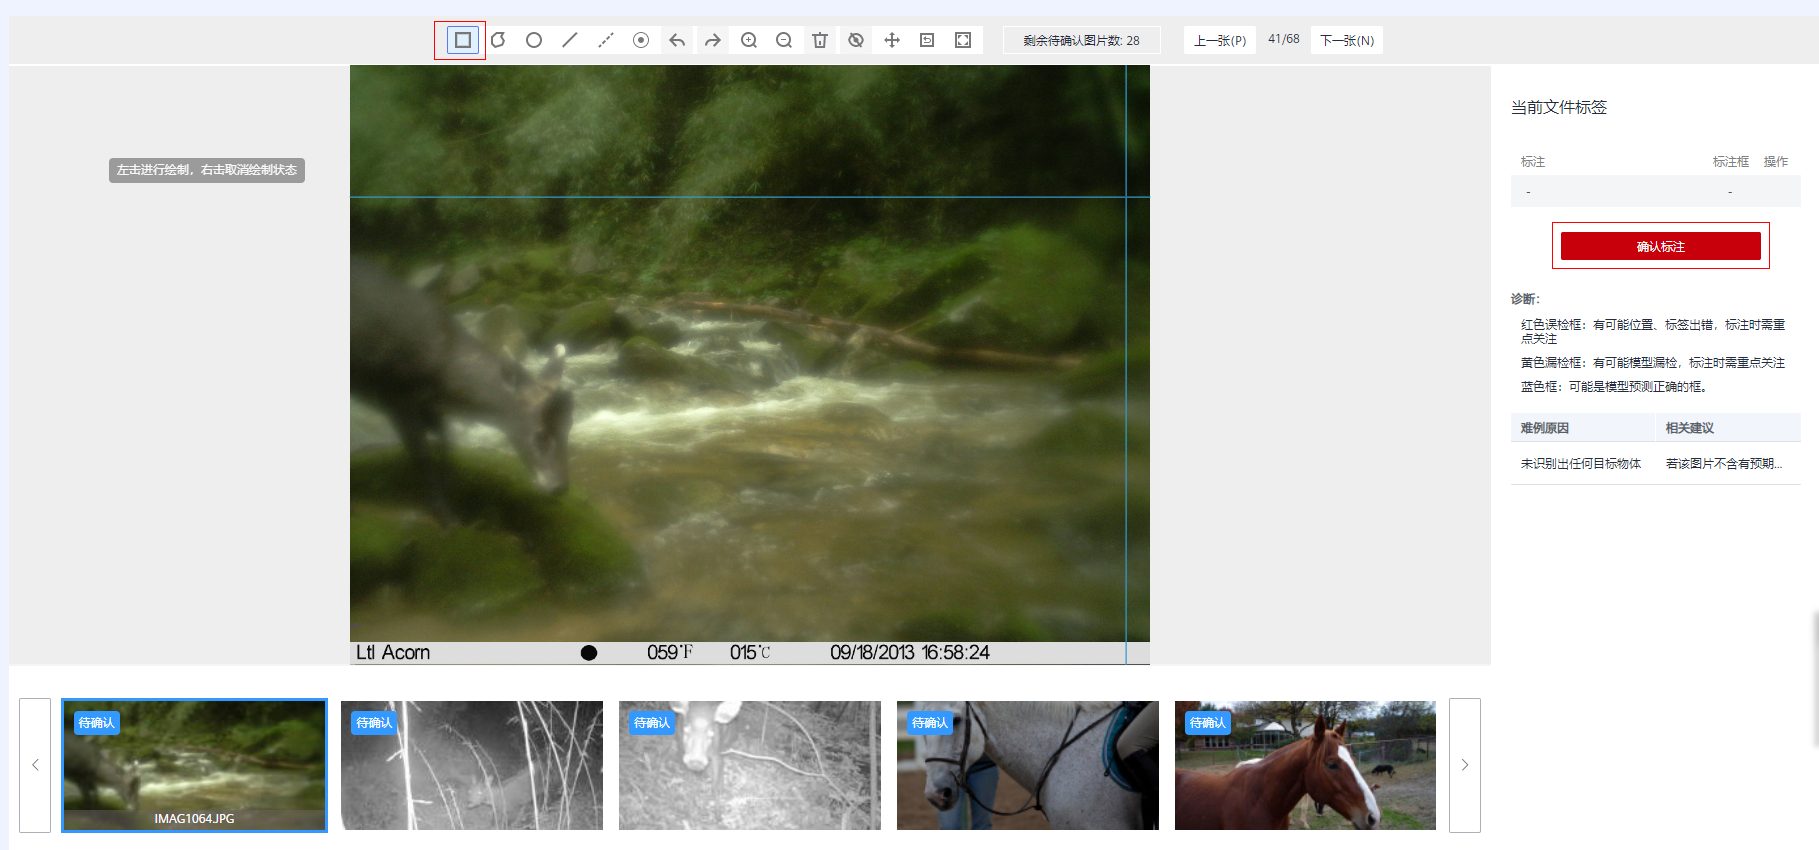 剩余待确认图片数: 28
上一张(P)
41/68
下一张(N)
左击进行绘制，右击取消绘制状态
当前文件标签
标注
标注框
操作
-
-
确认标注
诊断：
红色误检框：有可能位置、标签出错，标注时需重
点关注
黄色漏检框：有可能模型漏检，标注时需重点关注
蓝色框：可能是模型预测正确的框。
难例原因
相关建议
未识别出任何目标物体
若该图片不含有预期...
Ltl Acorn
059°F
015°C
09/18/2013 16:58:24
待确认
IMAG1064.JPG
待确认
待确认
待确认
待确认